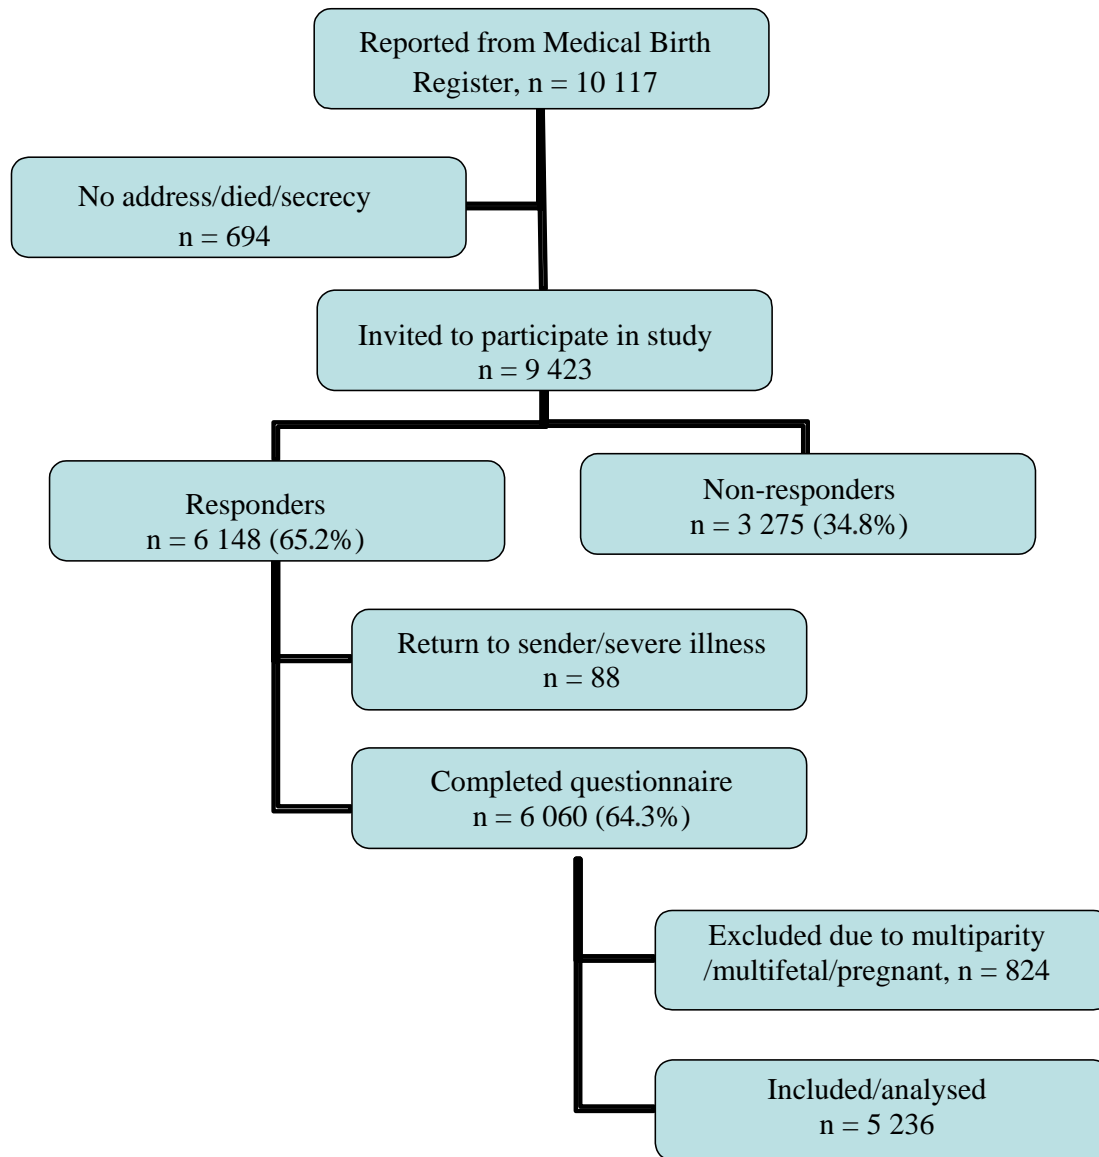 Reported from Medical Birth
Register, n = 10 117
No address/died/secrecy
n = 694
Invited to participate in study
n = 9 423
Responders
n = 6 148 (65.2%)
Non-responders
n = 3 275 (34.8%)
Return to sender/severe illness
n = 88
Completed questionnaire
n = 6 060 (64.3%)
Excluded due to multiparity
/multifetal/pregnant, n = 824
Included/analysed
n = 5 236